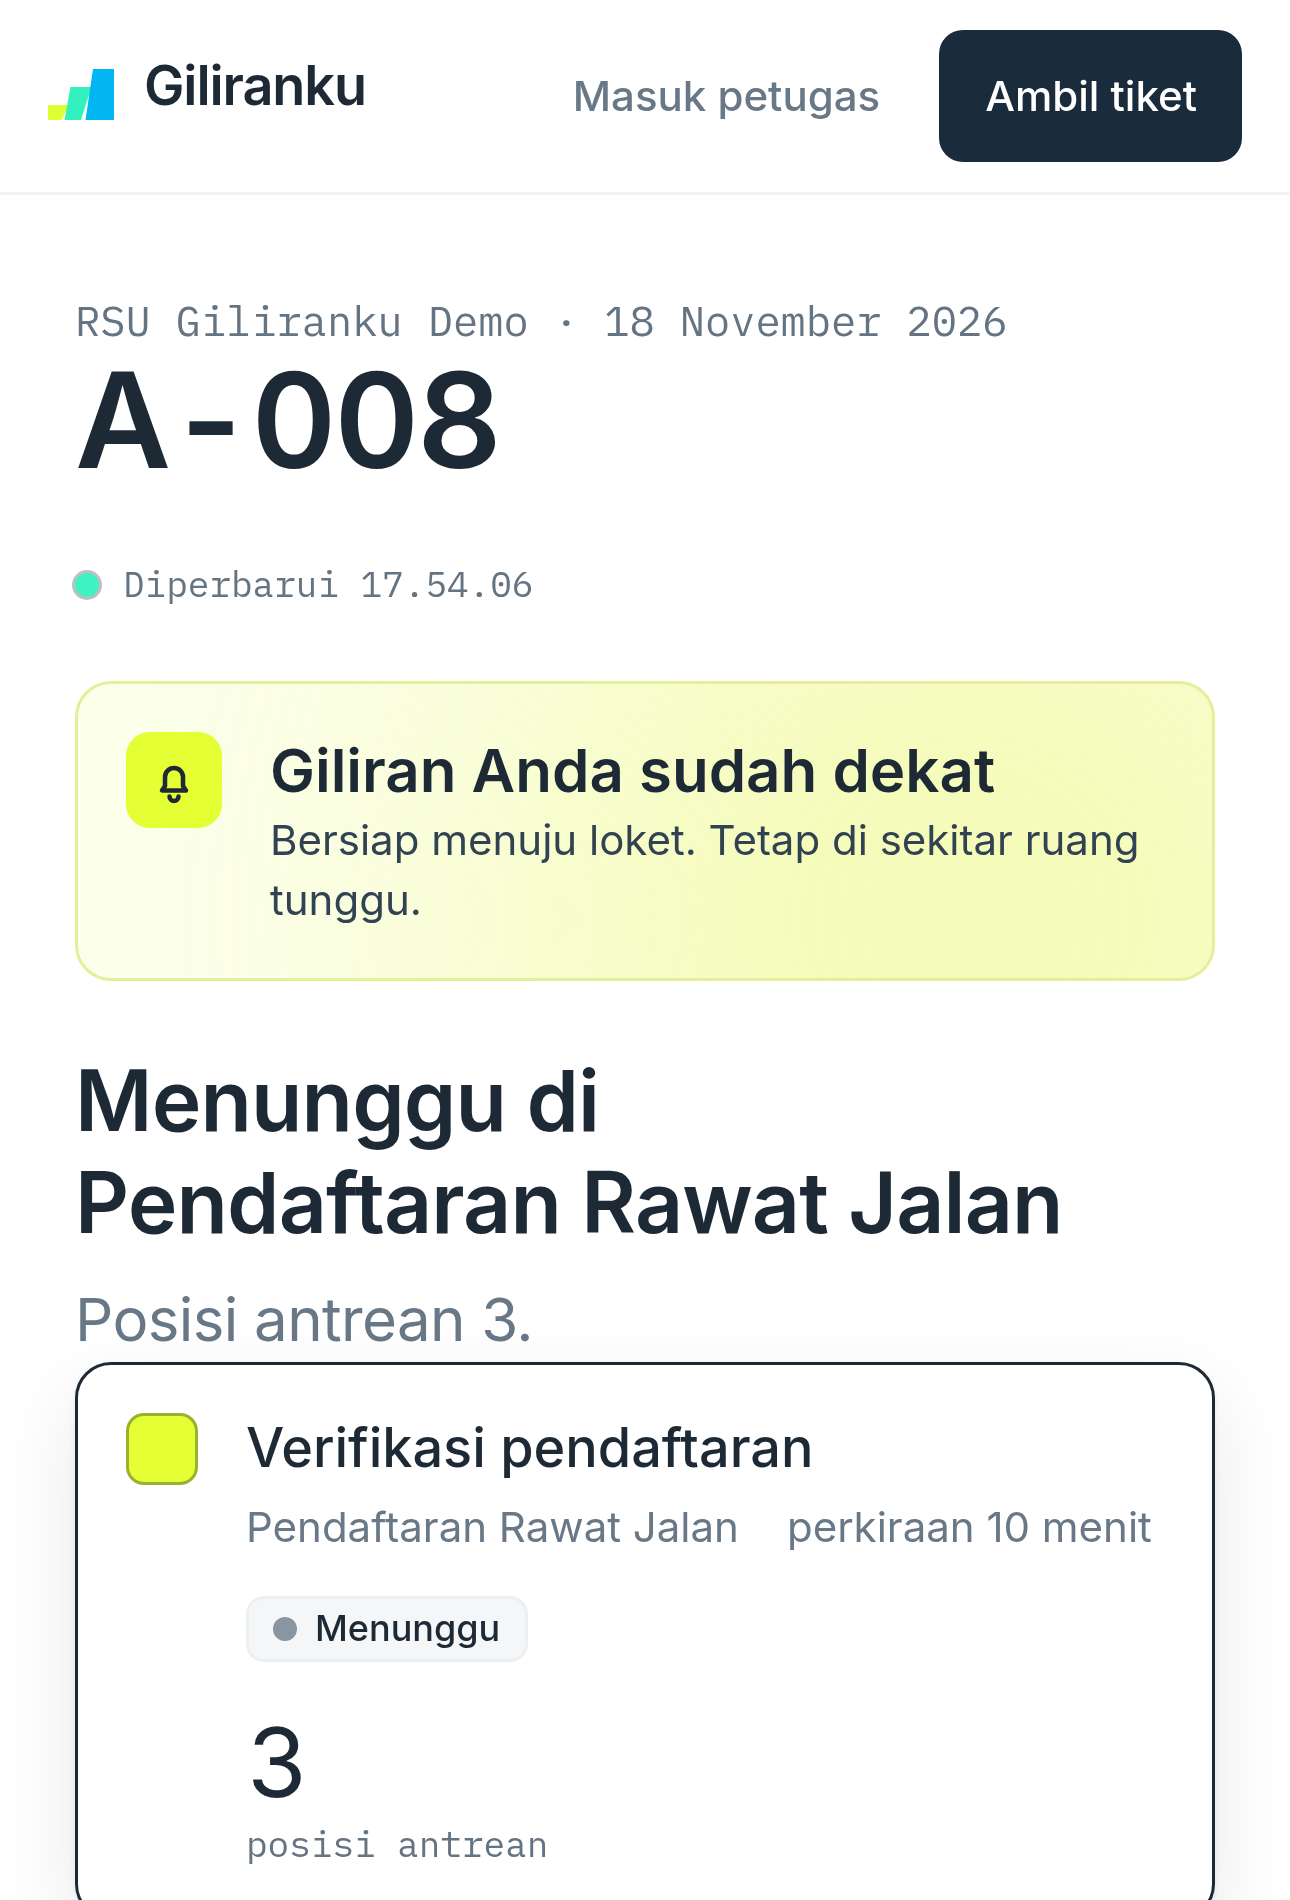 Giliranku
Masuk petugas
Ambil tiket
RSU Giliranku Demo · 18 November 2026
A-008
Diperbarui 17.54.06
Giliran Anda sudah dekat
Bersiap menuju loket. Tetap di sekitar ruang
tunggu.
Menunggu di
Pendaftaran Rawat Jalan
Posisi antrean 3.
Verifikasi pendaftaran
Pendaftaran Rawat Jalan perkiraan 10 menit
Menunggu
3
posisi antrean